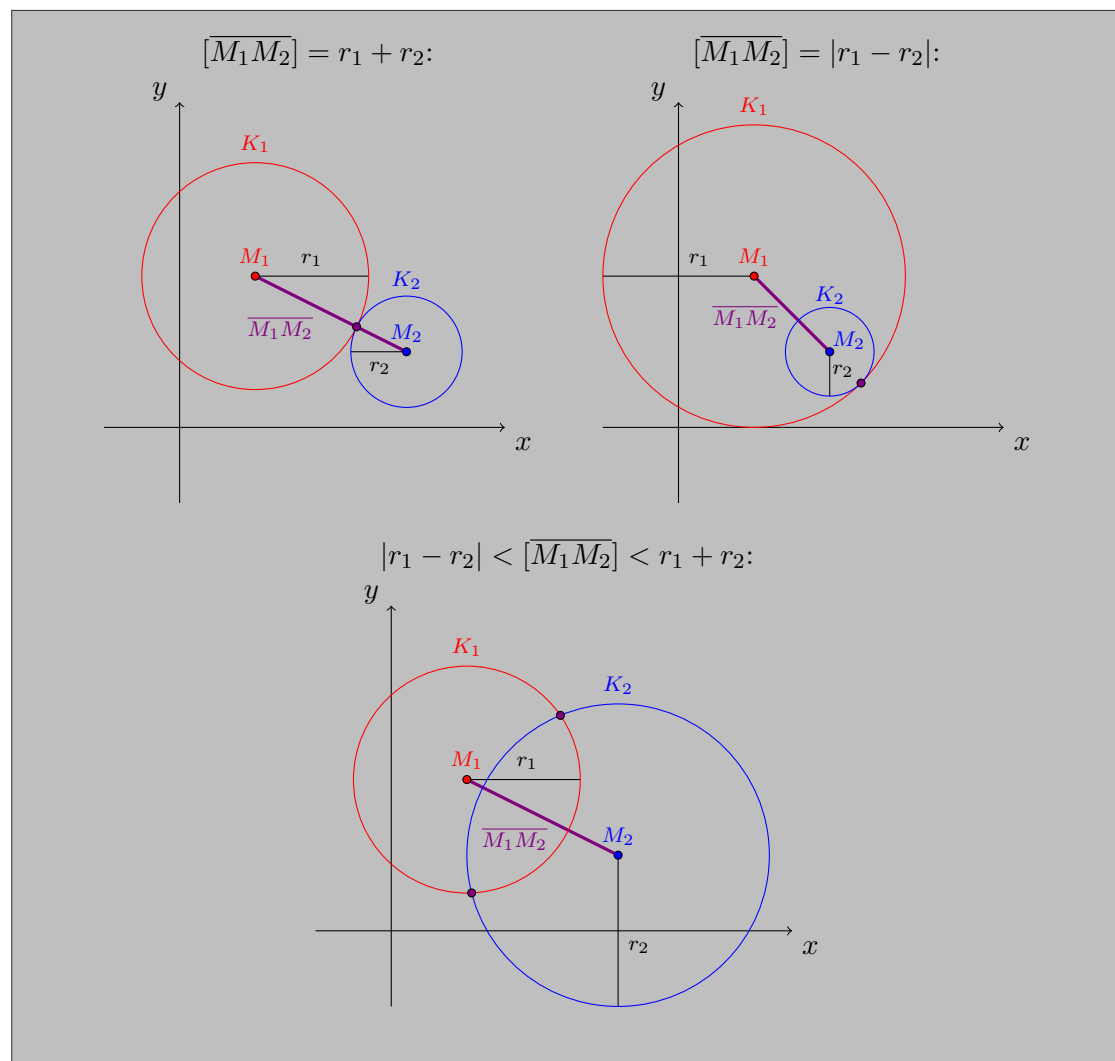 [M₁M₂] = r₁ + r₂:
y
K₁
M₁
r₁
K₂
M₁M₂
M₂
r₂
x
[M₁M₂] = |r₁ − r₂|:
y
K₁
M₁
r₁
K₂
M₁M₂
M₂
r₂
x
|r₁ − r₂| < [M₁M₂] < r₁ + r₂:
y
K₁
K₂
M₁
r₁
M₁M₂
M₂
r₂
x